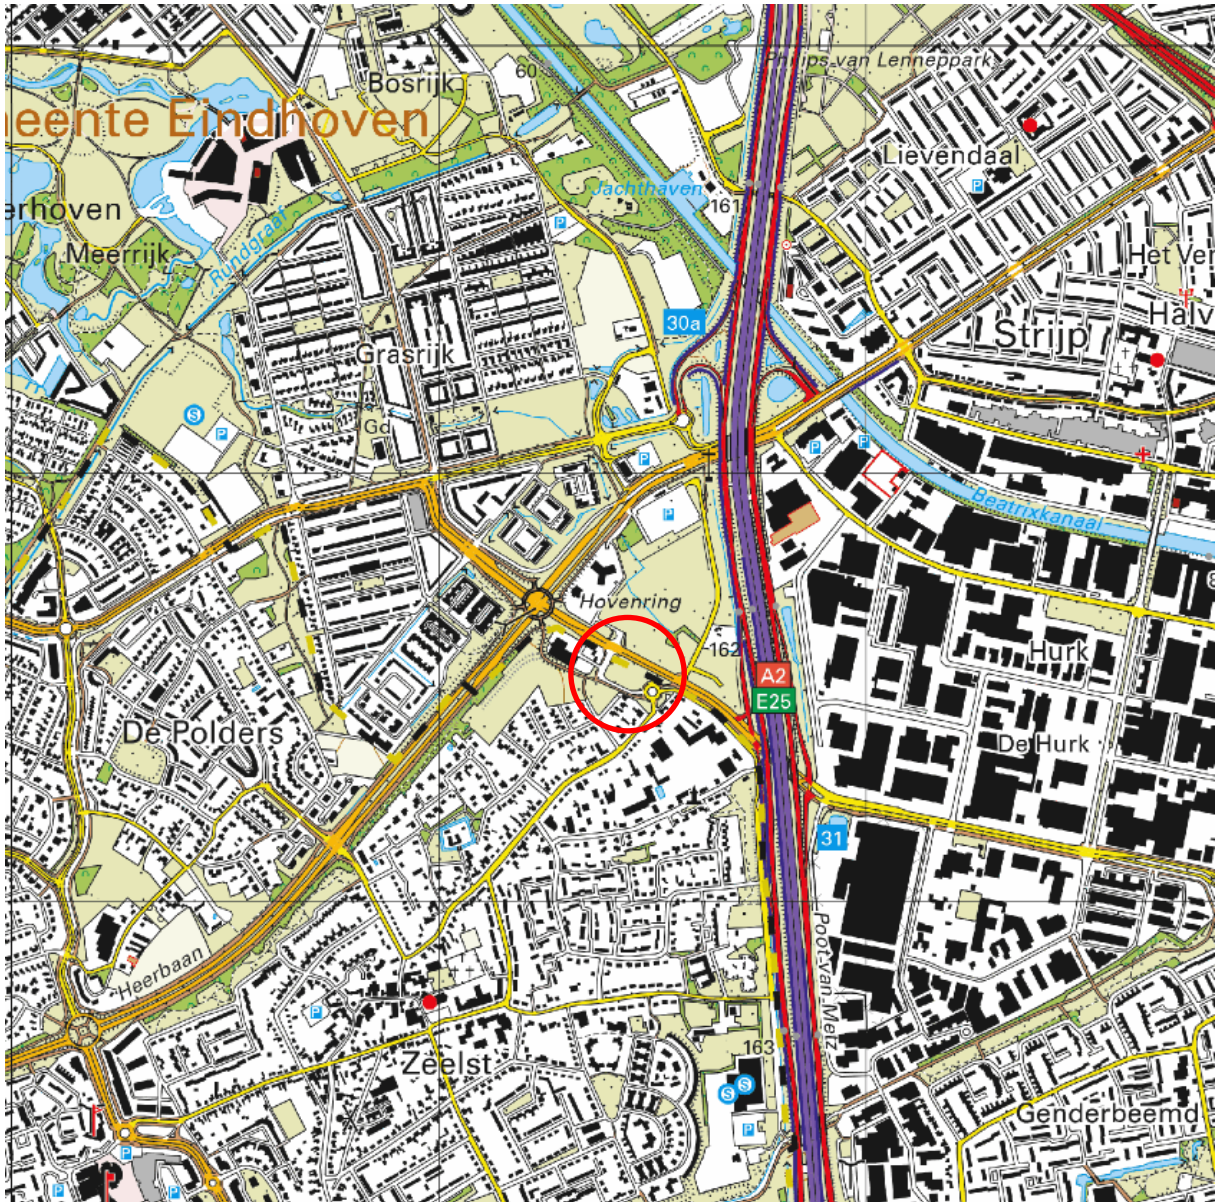 Bosrijk
60
Philips van Lenneppark
eente Eindhoven
Lievendaal
P
Jachthaven
161
erhoven
P
Meerrijk
Rundgraaf
Het Ver
Halv
30a
Strijp
Grasrijk
S
P
Gd
P
P
P
P
Beatrixkanaal
8
Hovenring
162
Hurk
A2
E25
De Polders
De Hurk
31
Heerbaan
Poot van Metz
P
163
Zeelst
S
S
P
Genderbeemd
P
P
P